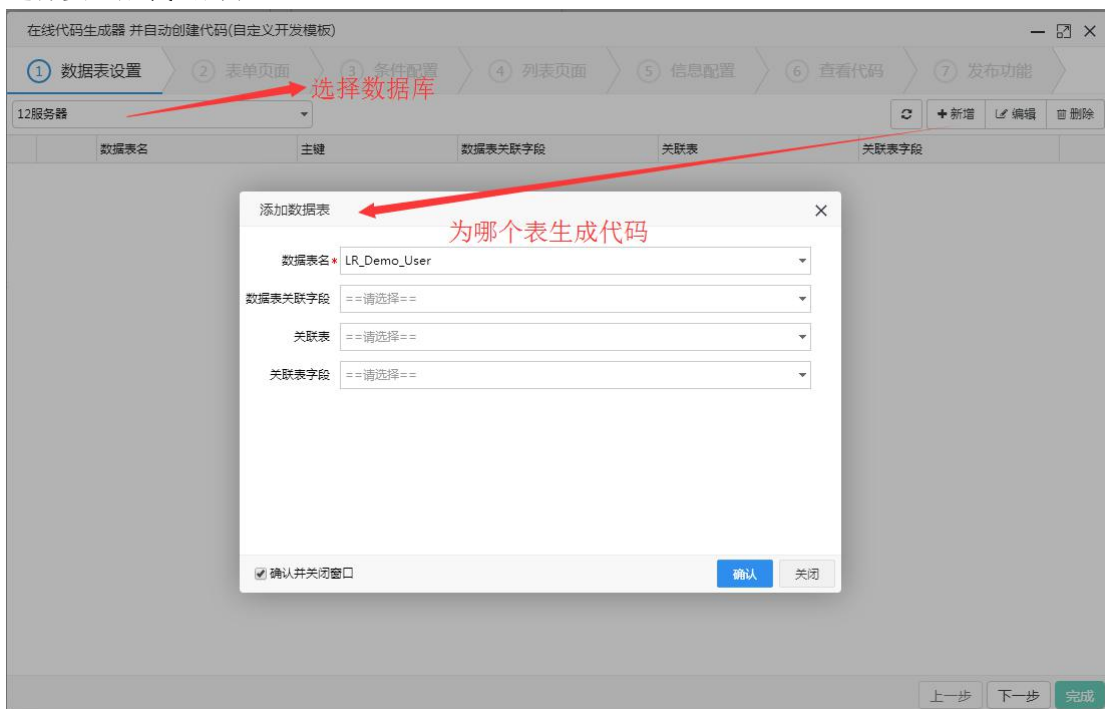 在线代码生成器 并自动创建代码(自定义开发模板)
1 数据表设置 2 表单页面 3 条件配置 4 列表页面 5 信息配置 6 查看代码 7 发布功能
选择数据库
12服务器 新增 编辑 删除
数据表名 主键 数据表关联字段 关联表 关联表字段
添加数据表
为哪个表生成代码
数据表名* LR_Demo_User
数据表关联字段 ==请选择==
关联表 ==请选择==
关联表字段 ==请选择==
确认并关闭窗口 确认 关闭
上一步 下一步 完成